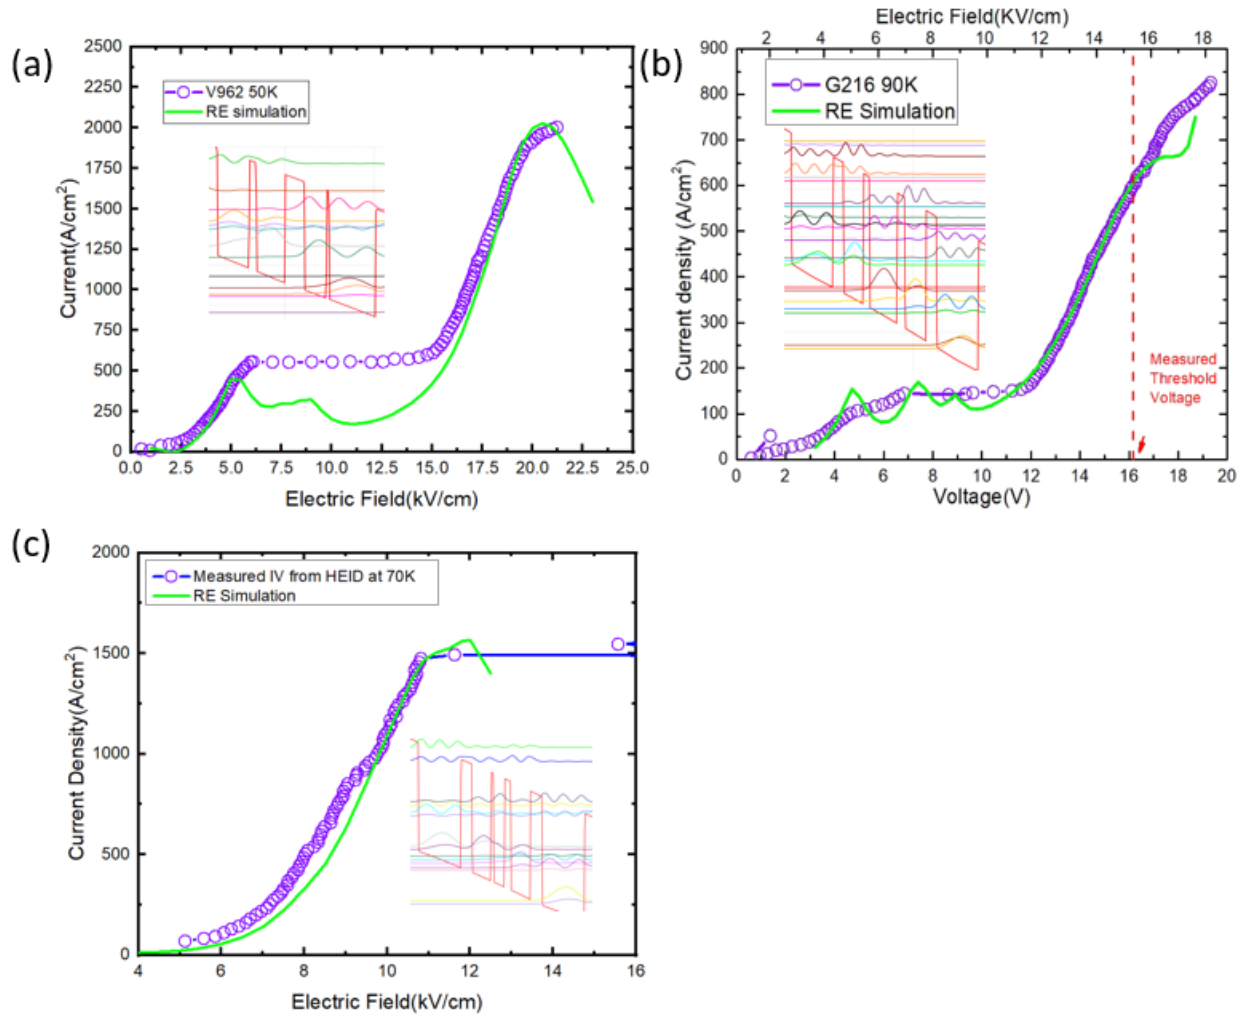 (a)
2500
2250
2000
1750
1500
1250
1000
750
500
250
0
Current(A/cm²)
V962 50K
RE simulation
0.0 2.5 5.0 7.5 10.0 12.5 15.0 17.5 20.0 22.5 25.0
Electric Field(kV/cm)
(b)
Electric Field(KV/cm)
2 4 6 8 10 12 14 16 18
900
800
700
600
500
400
300
200
100
0
Current density (A/cm²)
G216 90K
RE Simulation
Measured
Threshold
Voltage
0 2 4 6 8 10 12 14 16 18 20
Voltage(V)
(c)
2000
1500
1000
500
0
Current Density(A/cm²)
Measured IV from HEID at 70K
RE Simulation
4 6 8 10 12 14 16
Electric Field(kV/cm)